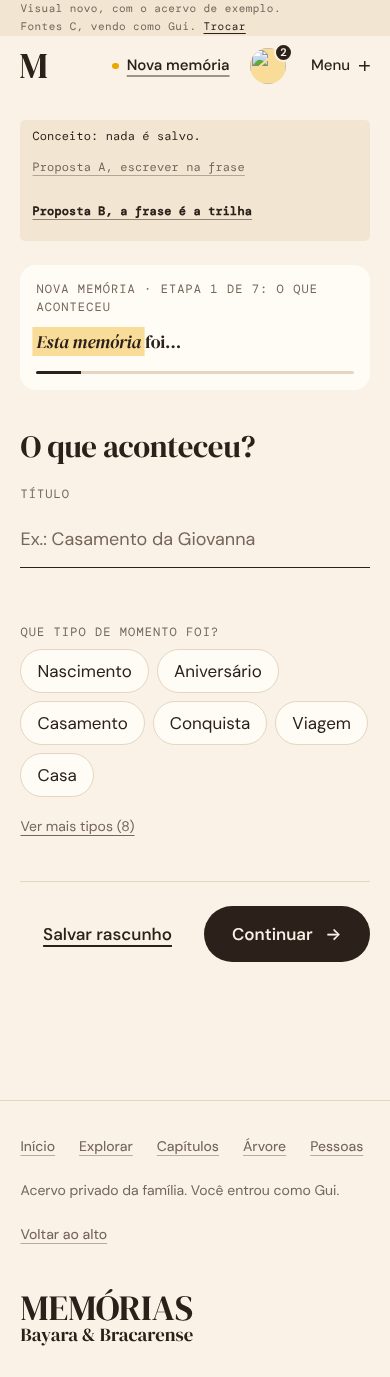 Visual novo, com o acervo de exemplo.
Fontes C, vendo como Gui. Trocar
M
Nova memória
2
Menu +
Conceito: nada é salvo.
Proposta A, escrever na frase
Proposta B, a frase é a trilha
NOVA MEMÓRIA · ETAPA 1 DE 7: O QUE
ACONTECEU
Esta memória foi...
O que aconteceu?
TÍTULO
Ex.: Casamento da Giovanna
QUE TIPO DE MOMENTO FOI?
Nascimento Aniversário
Casamento Conquista Viagem
Casa
Ver mais tipos (8)
Salvar rascunho Continuar →
Início Explorar Capítulos Árvore Pessoas
Acervo privado da família. Você entrou como Gui.
Voltar ao alto
MEMÓRIAS
Bayara & Bracarense